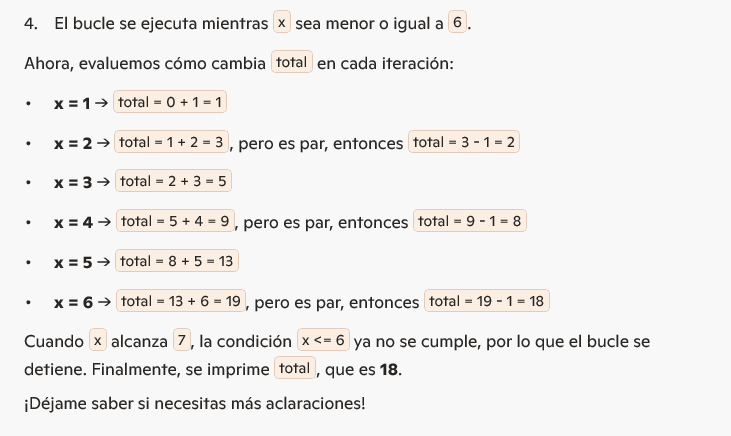 4. El bucle se ejecuta mientras x sea menor o igual a 6.
Ahora, evaluemos cómo cambia total en cada iteración:
• x = 1 → total = 0 + 1 = 1
• x = 2 → total = 1 + 2 = 3, pero es par, entonces total = 3 - 1 = 2
• x = 3 → total = 2 + 3 = 5
• x = 4 → total = 5 + 4 = 9, pero es par, entonces total = 9 - 1 = 8
• x = 5 → total = 8 + 5 = 13
• x = 6 → total = 13 + 6 = 19, pero es par, entonces total = 19 - 1 = 18
Cuando x alcanza 7, la condición x <= 6 ya no se cumple, por lo que el bucle se
detiene. Finalmente, se imprime total, que es 18.
¡Déjame saber si necesitas más aclaraciones!